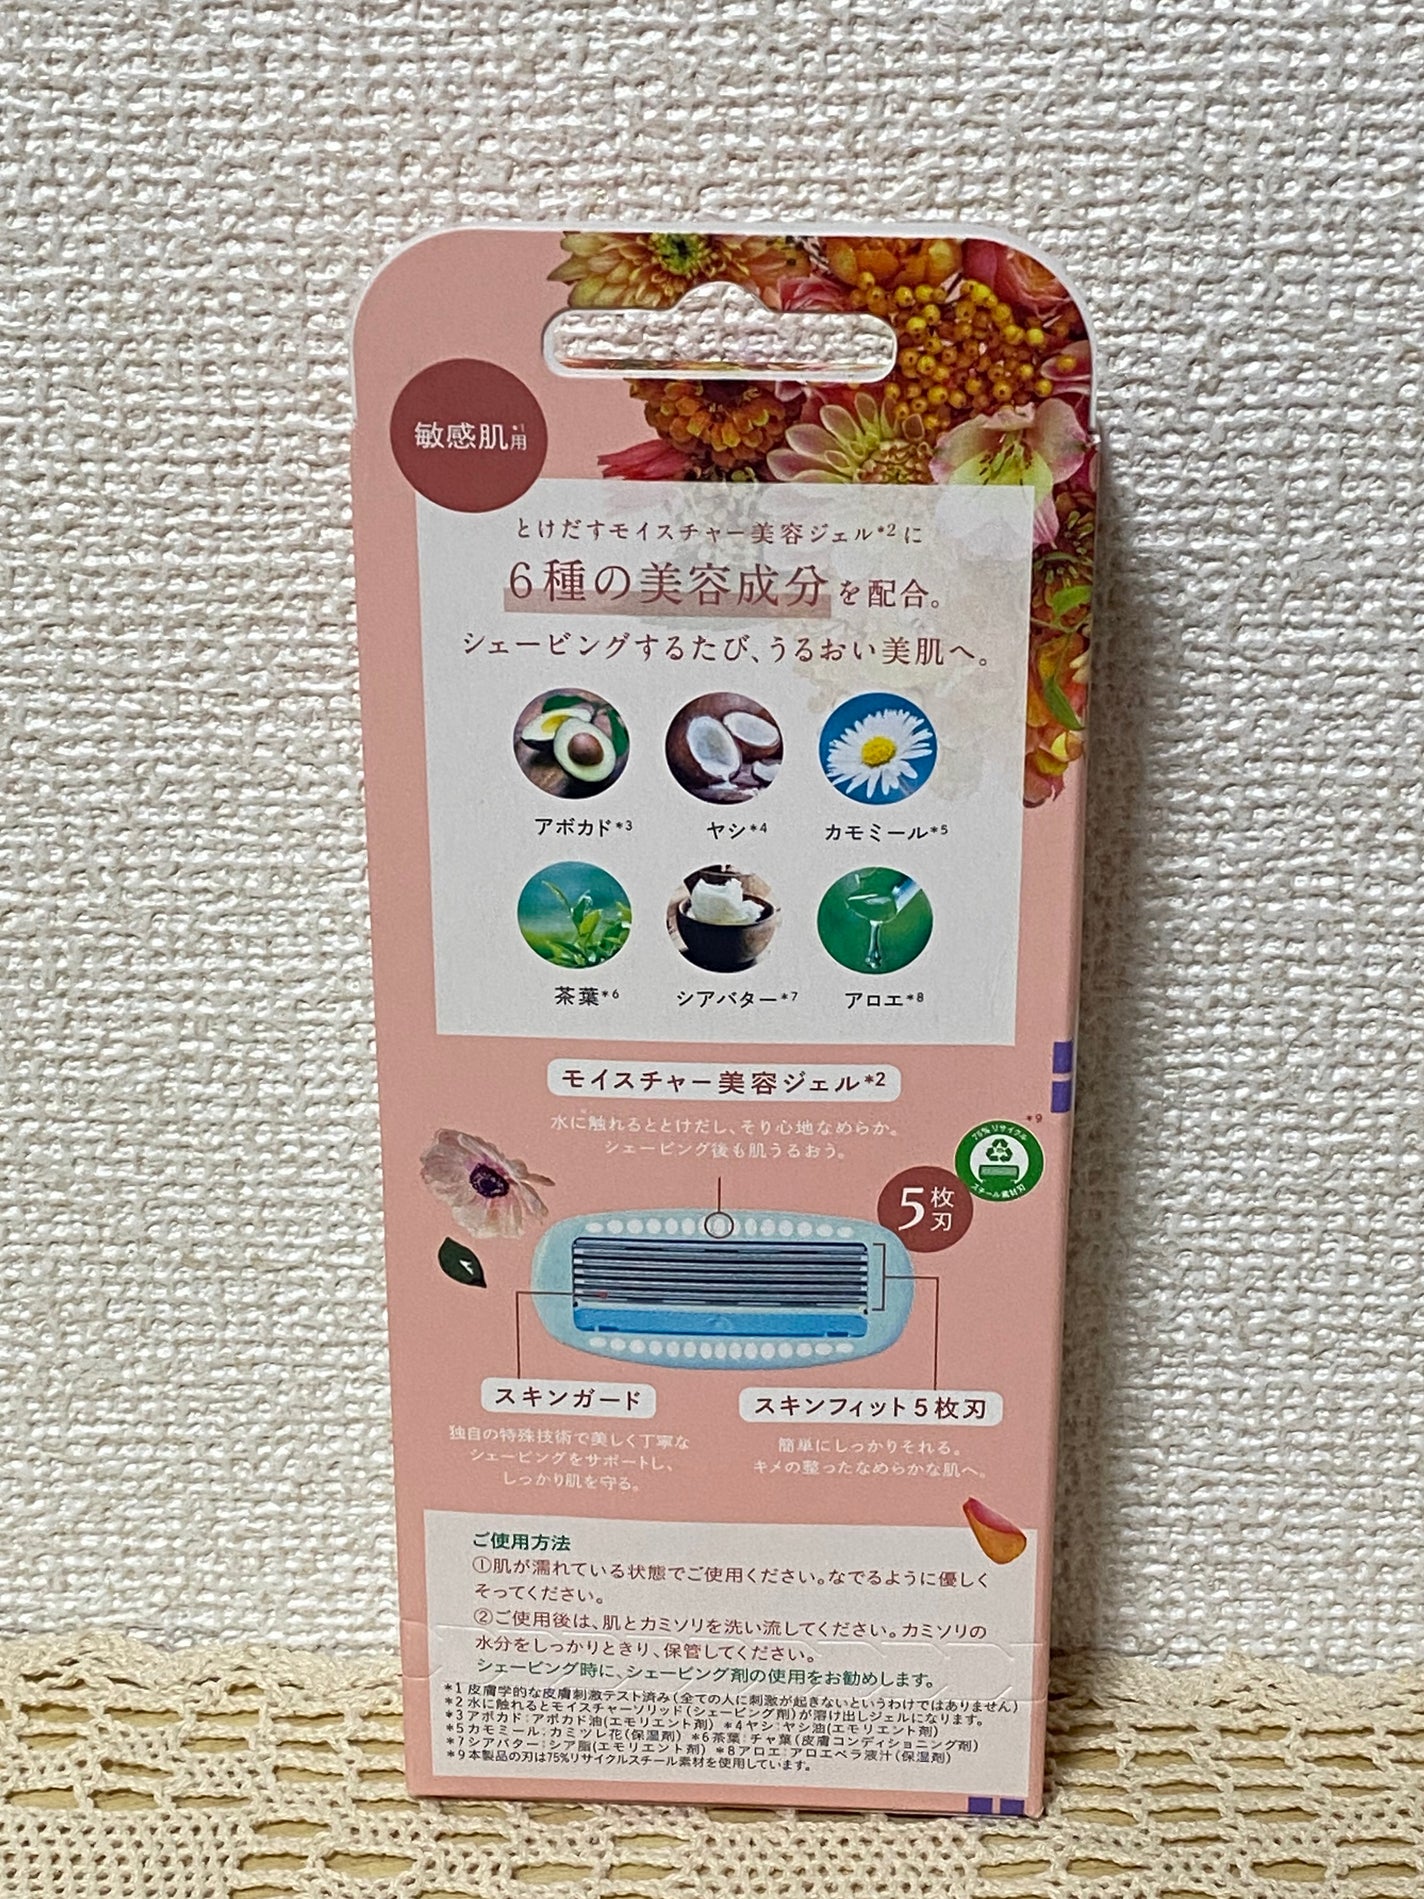 敏感肌*1用
とけだすモイスチャー美容ジェル*2に
6種の美容成分を配合。
シェービングするたび、うるおい美肌へ。
アボカド*3
ヤシ*4
カモミール*5
茶葉*6
シアバター*7
アロエ*8
モイスチャー美容ジェル*2
水に触れるととけだし、そり心地なめらか。
シェービング後も肌うるおう。
*9
75%リサイクル
スチール素材刃
5枚刃
スキンガード
独自の特殊技術で美しく丁寧な
シェービングをサポートし、
しっかり肌を守る。
スキンフィット5枚刃
簡単にしっかりそれる。
キメの整ったなめらかな肌へ。
ご使用方法
①肌が濡れている状態でご使用ください。なでるように優しく
そってください。
②ご使用後は、肌とカミソリを洗い流してください。カミソリの
水分をしっかりときり、保管してください。
シェービング時に、シェービング剤の使用をお勧めします。
*1 皮膚学的な皮膚刺激テスト済み(全ての人に刺激が起きないというわけではありません)
*2 水に触れるとモイスチャーソリッド(シェービング剤)が溶け出しジェルになります。
*3 アボカド:アボカド油(エモリエント剤) *4 ヤシ:ヤシ油(エモリエント剤)
*5 カモミール:カミツレ花(保湿剤) *6 茶葉:チャ葉(皮膚コンディショニング剤)
*7 シアバター:シア脂(エモリエント剤) *8 アロエ:アロエベラ液汁(保湿剤)
*9 本製品の刃は75%リサイクルスチール素材を使用しています。